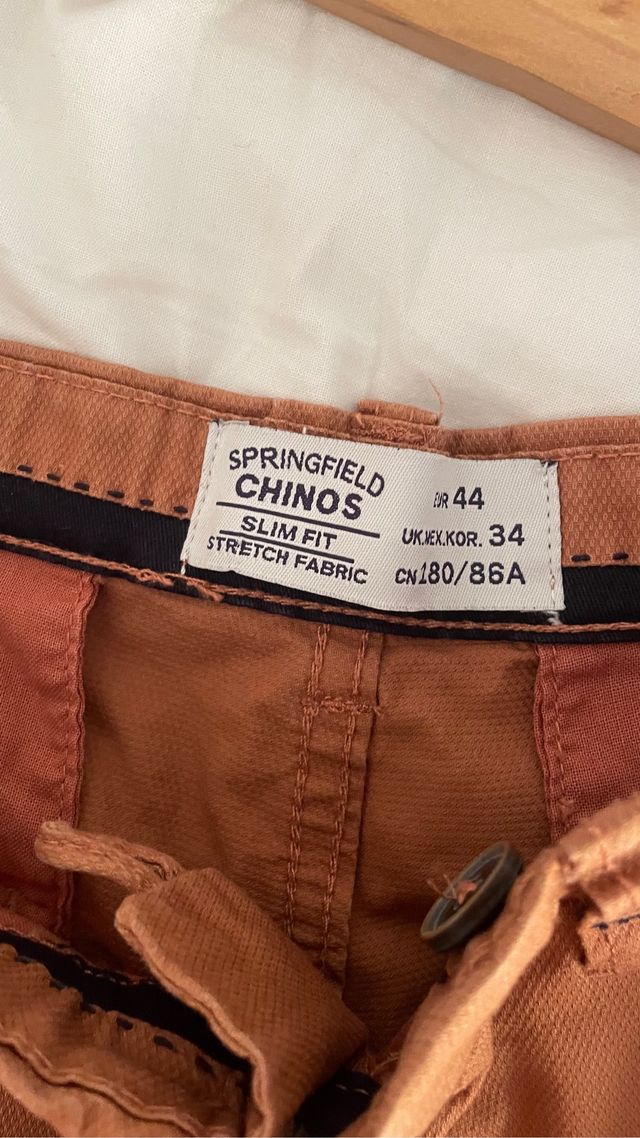 SPRINGFIELD
CHINOS
SLIM FIT
STRETCH FABRIC
EUR 44
UK.MEX.KOR. 34
CN 180/86A